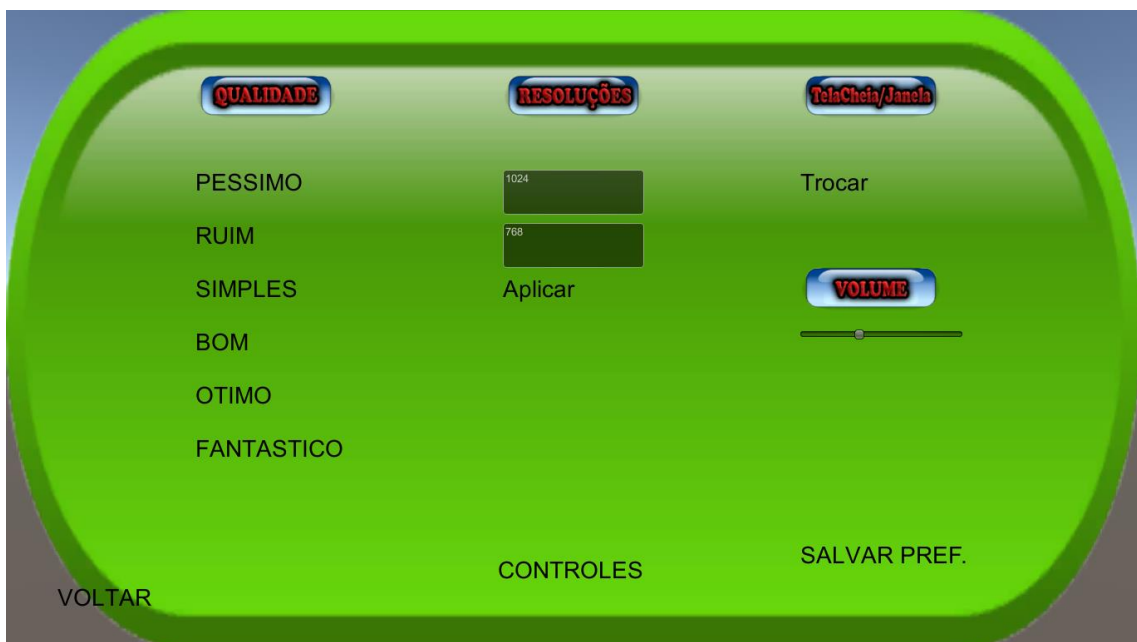 QUALIDADE
RESOLUÇÕES
TelaCheia/Janela
PESSIMO
1024
Trocar
RUIM
768
SIMPLES
Aplicar
VOLUME
BOM
OTIMO
FANTASTICO
SALVAR PREF.
CONTROLES
VOLTAR